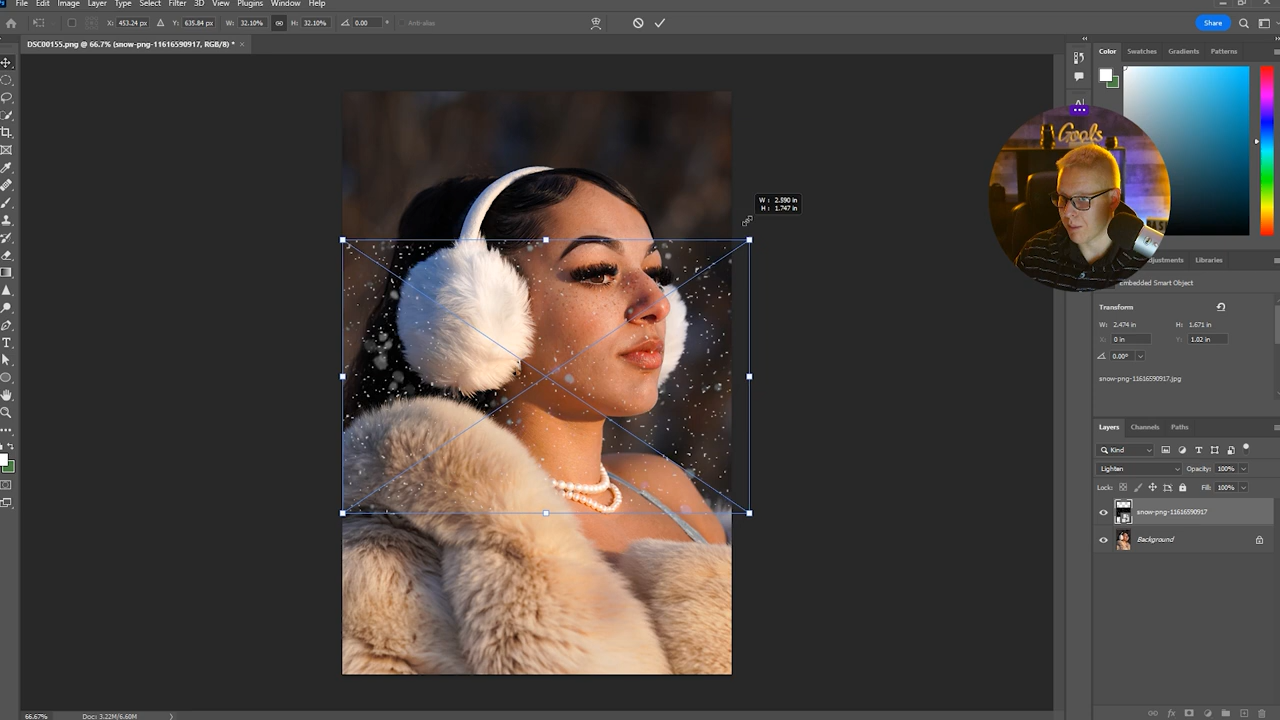 File Edit Image Layer Type Select Filter 3D View Plugins Window Help
X: 453.24 px Y: 635.84 px W: 32.10% H: 32.10% 0.00 ° Anti-alias Share
DSC00155.png @ 66.7% (snow-png-11616590917, RGB/8) * ×
Color Swatches Gradients Patterns
Goals
W: 2.590 in
H: 1.747 in
Adjustments Libraries
Embedded Smart Object
Transform
W: 2.474 in H: 1.671 in
X: 0 in Y: 1.02 in
0.00°
snow-png-11616590917.jpg
Layers Channels Paths
Kind
Lighten Opacity: 100%
Lock: Fill: 100%
snow-png-11616590917
Background
66.67% Doc: 3.22M/6.60M